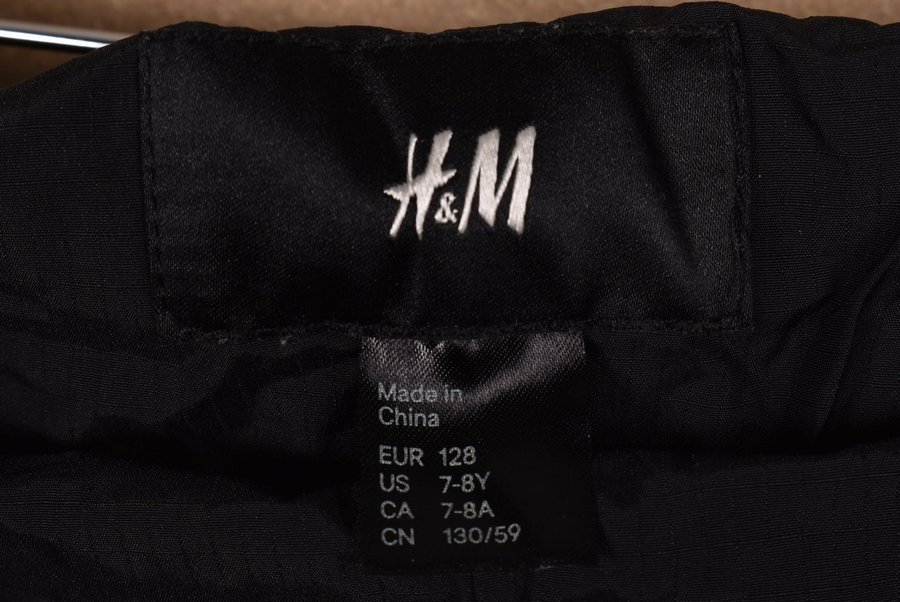 H&M
Made in
China
EUR 128
US 7-8Y
CA 7-8A
CN 130/59